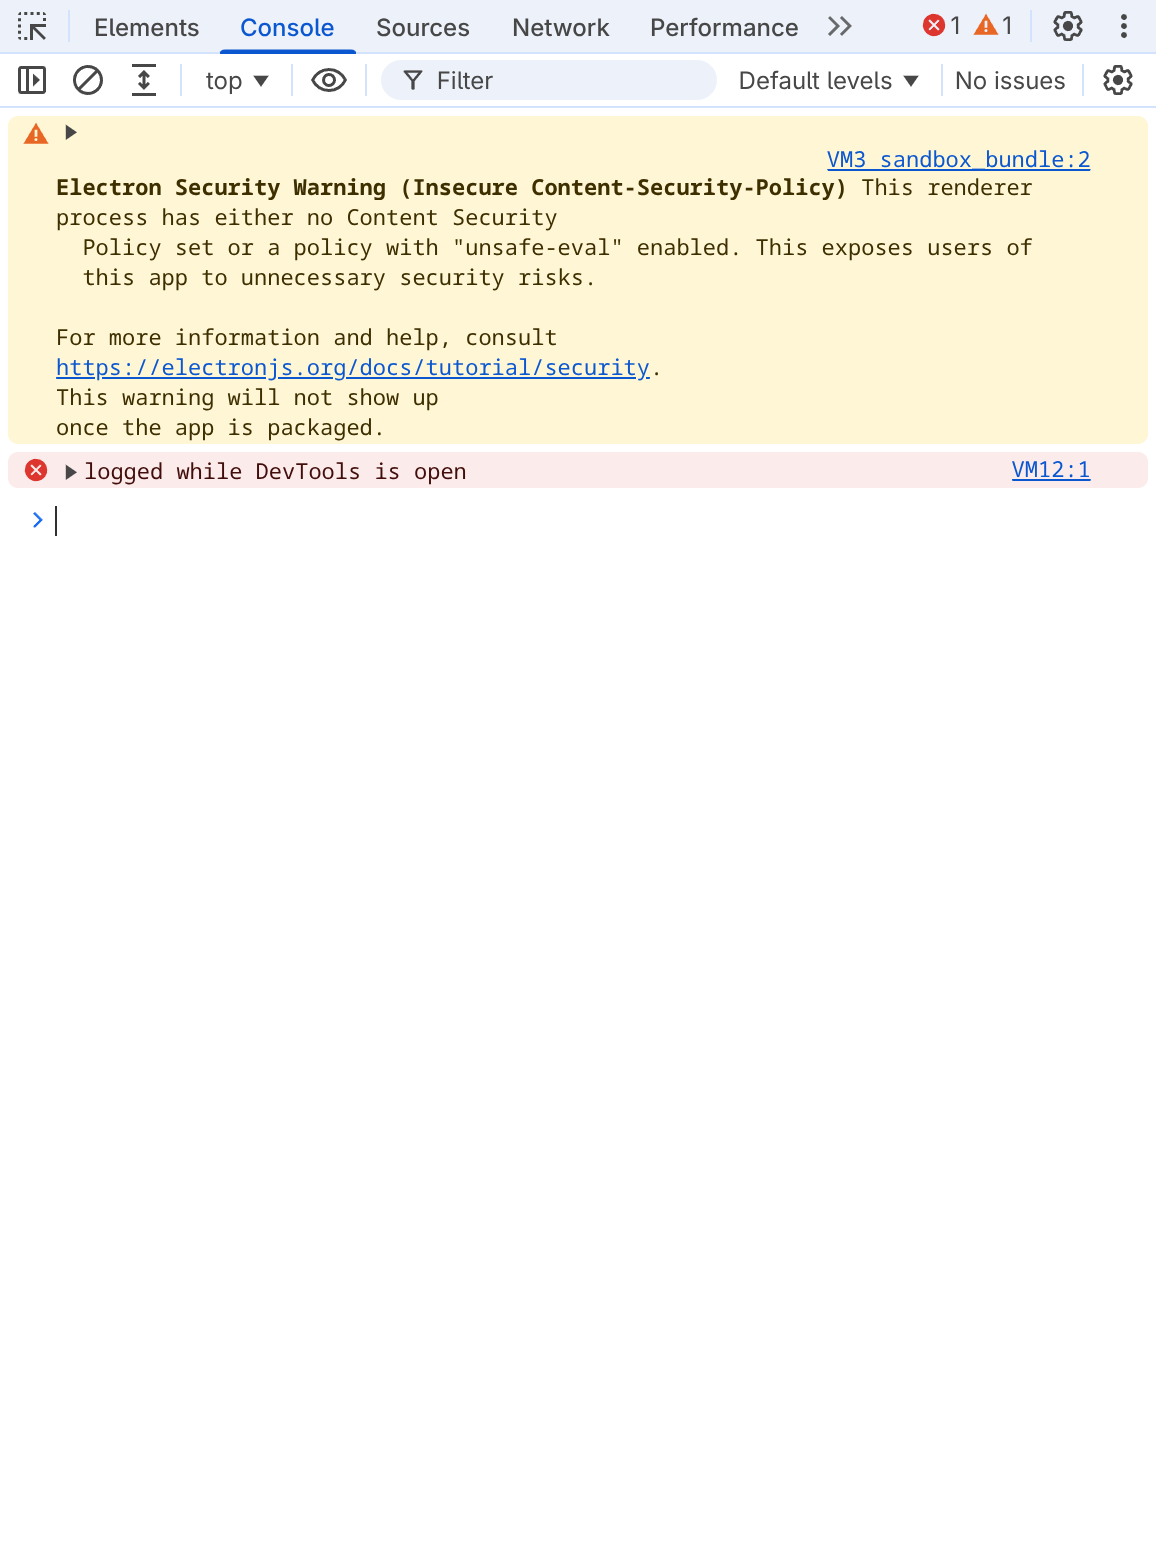 Elements Console Sources Network Performance 1 1
top Filter Default levels No issues
VM3 sandbox_bundle:2
Electron Security Warning (Insecure Content-Security-Policy) This renderer
process has either no Content Security
Policy set or a policy with "unsafe-eval" enabled. This exposes users of
this app to unnecessary security risks.
For more information and help, consult
https://electronjs.org/docs/tutorial/security.
This warning will not show up
once the app is packaged.
logged while DevTools is open VM12:1